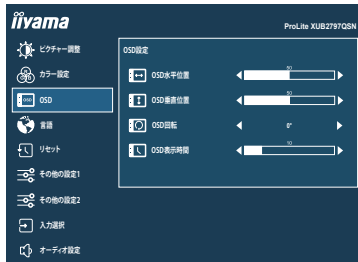 iiyama
ProLite XUB2797QSN
ピクチャー調整
カラー設定
OSD
言語
リセット
その他の設定1
その他の設定2
入力選択
オーディオ設定
OSD設定
OSD水平位置
50
OSD垂直位置
50
OSD回転
0°
OSD表示時間
10